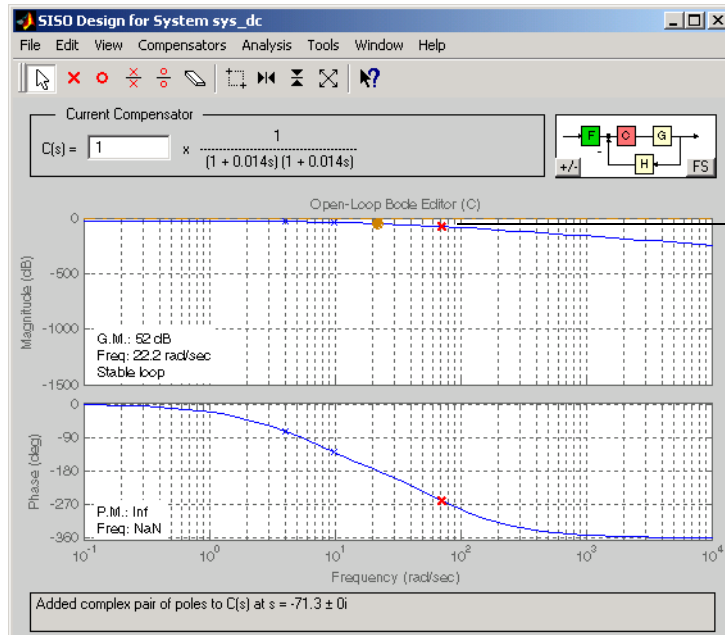 SISO Design for System sys_dc
File Edit View Compensators Analysis Tools Window Help
Current Compensator
C(s) = 1 x 1
(1 + 0.014s) (1 + 0.014s)
F C G
H
+/- FS
Open-Loop Bode Editor (C)
Magnitude (dB)
0
-500
-1000
-1500
G.M.: 52 dB
Freq: 22.2 rad/sec
Stable loop
Phase (deg)
0
-90
-180
-270
-360
P.M.: Inf
Freq: NaN
10^-1 10^0 10^1 10^2 10^3 10^4
Frequency (rad/sec)
Added complex pair of poles to C(s) at s = -71.3 ± 0i